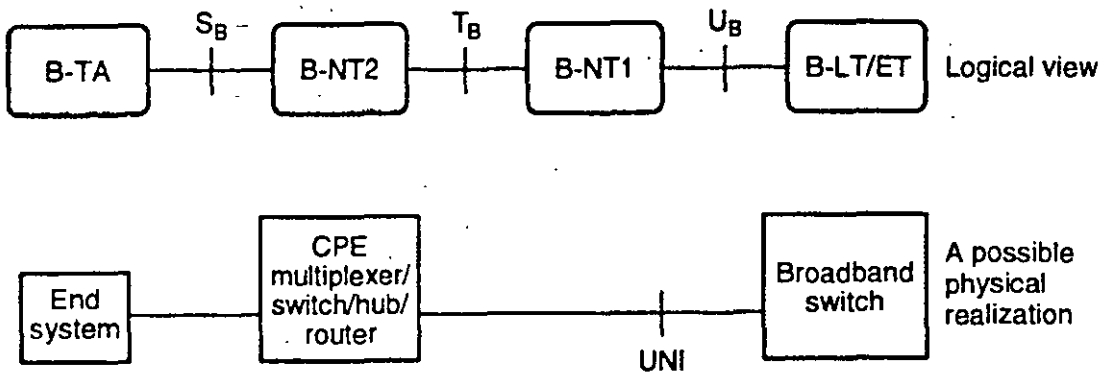 S_B
T_B
U_B
B-TA
B-NT2
B-NT1
B-LT/ET
Logical view
End
system
CPE
multiplexer/
switch/hub/
router
UNI
Broadband
switch
A possible
physical
realization